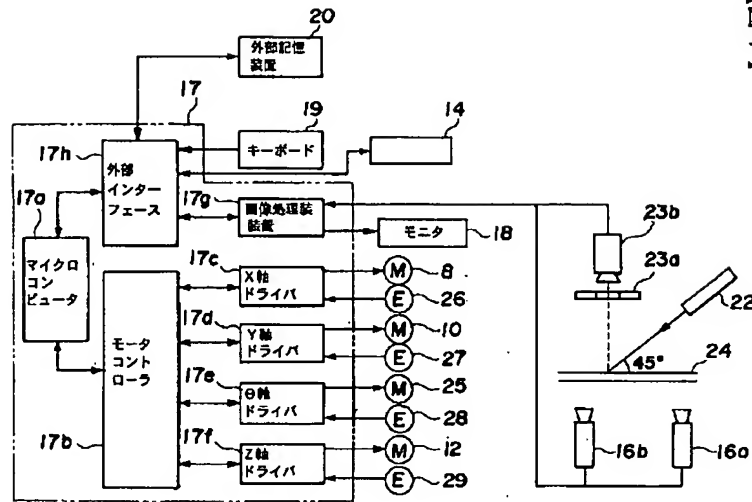 20
外部記憶
装置
17
19
キーボード
14
17h
外部
インター
フェース
17a
17g
画像処理装
装置
モニタ
18
マイクロ
コン
ピュータ
モータ
コント
ローラ
17b
17c
X軸
ドライバ
M
8
E
26
17d
Y軸
ドライバ
M
10
E
27
17e
Θ軸
ドライバ
M
25
E
28
17f
Z軸
ドライバ
M
12
E
29
23b
23a
22
24
45°
16b
16a